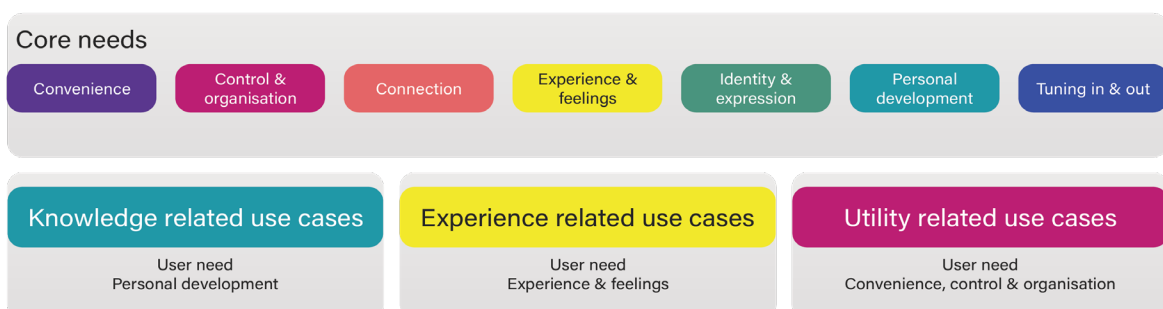 Core needs
Convenience
Control &
organisation
Connection
Experience &
feelings
Identity &
expression
Personal
development
Tuning in & out
Knowledge related use cases
User need
Personal development
Experience related use cases
User need
Experience & feelings
Utility related use cases
User need
Convenience, control & organisation